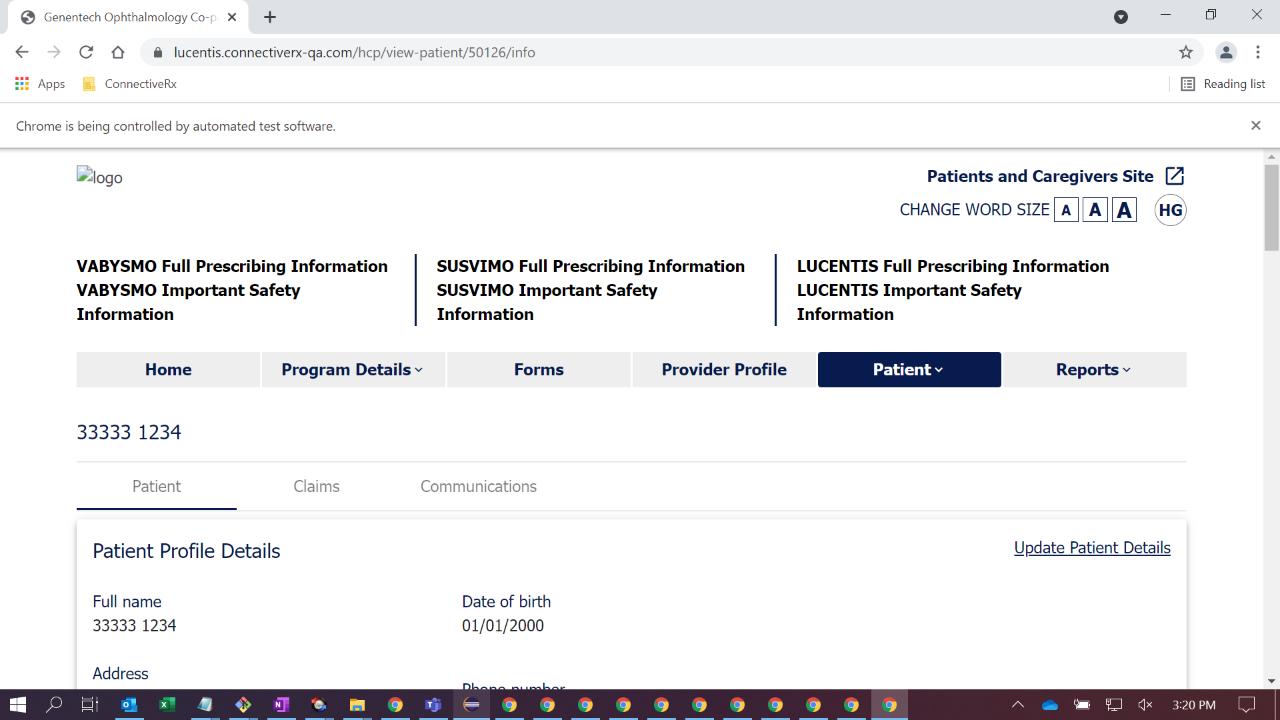 Genentech Ophthalmology Co-p
lucentis.connectiverx-qa.com/hcp/view-patient/50126/info
Apps
ConnectiveRx
Reading list
Chrome is being controlled by automated test software.
logo
Patients and Caregivers Site
CHANGE WORD SIZE A A A HG
VABYSMO Full Prescribing Information
VABYSMO Important Safety
Information
SUSVIMO Full Prescribing Information
SUSVIMO Important Safety
Information
LUCENTIS Full Prescribing Information
LUCENTIS Important Safety
Information
Home Program Details Forms Provider Profile Patient Reports
33333 1234
Patient Claims Communications
Patient Profile Details
Update Patient Details
Full name
33333 1234
Date of birth
01/01/2000
Address
Phone number
3:20 PM